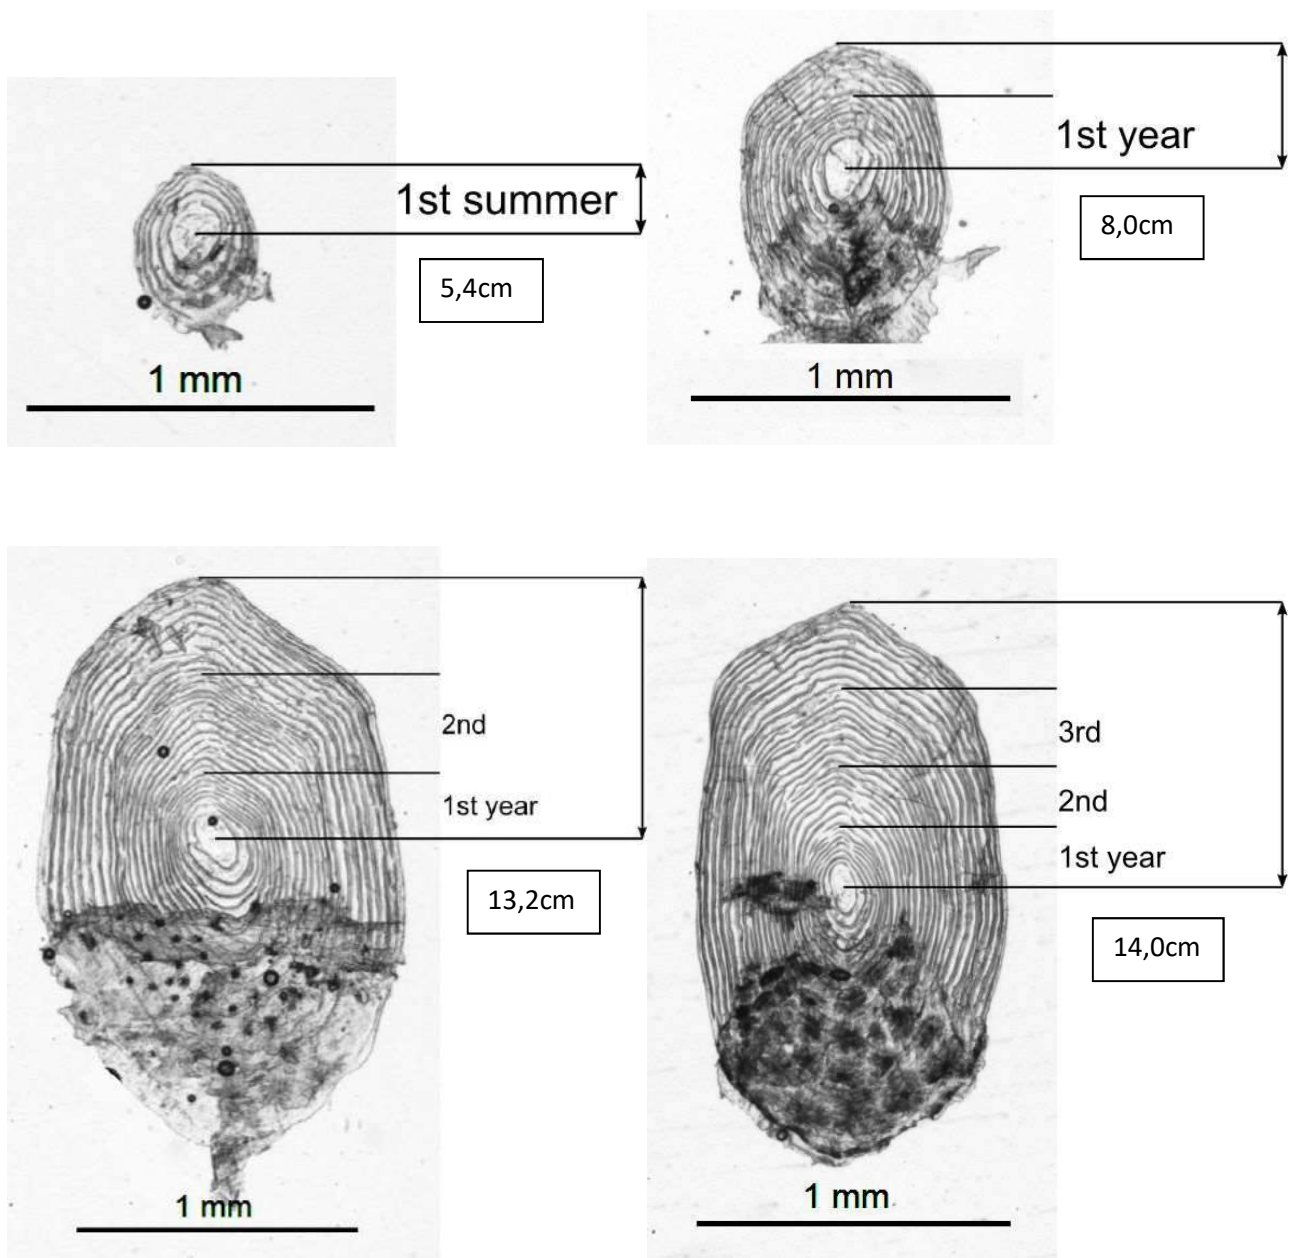 1st summer
5,4cm
1 mm
1st year
8,0cm
1 mm
2nd
1st year
13,2cm
1 mm
3rd
2nd
1st year
14,0cm
1 mm